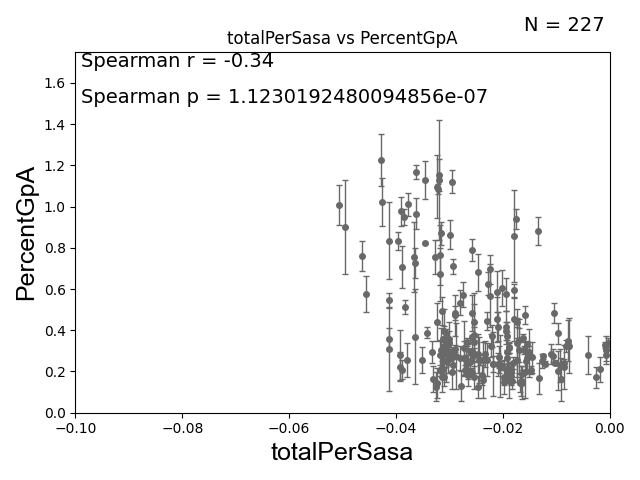 N = 227
totalPerSasa vs PercentGpA
Spearman r = -0.34
Spearman p = 1.1230192480094856e-07
PercentGpA
1.6
1.4
1.2
1.0
0.8
0.6
0.4
0.2
0.0
−0.10 −0.08 −0.06 −0.04 −0.02 0.00
totalPerSasa